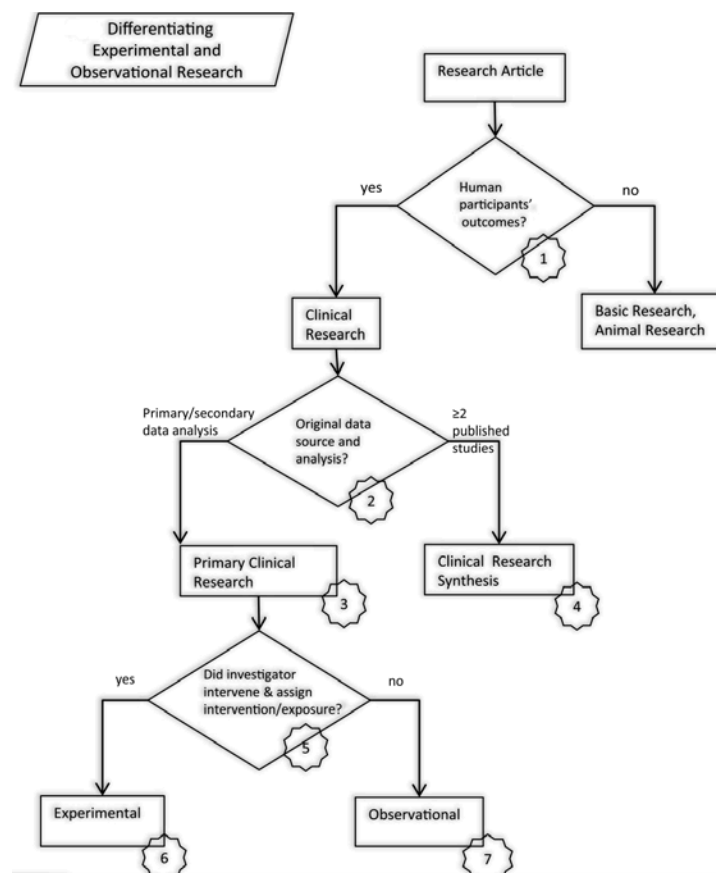 Differentiating
Experimental and
Observational Research
Research Article
yes
Human
participants'
outcomes?
no
1
Clinical
Research
Basic Research,
Animal Research
Primary/secondary
data analysis
Original data
source and
analysis?
≥2
published
studies
2
Primary Clinical
Research
3
Clinical Research
Synthesis
4
yes
Did investigator
intervene & assign
intervention/exposure?
no
5
Experimental
6
Observational
7